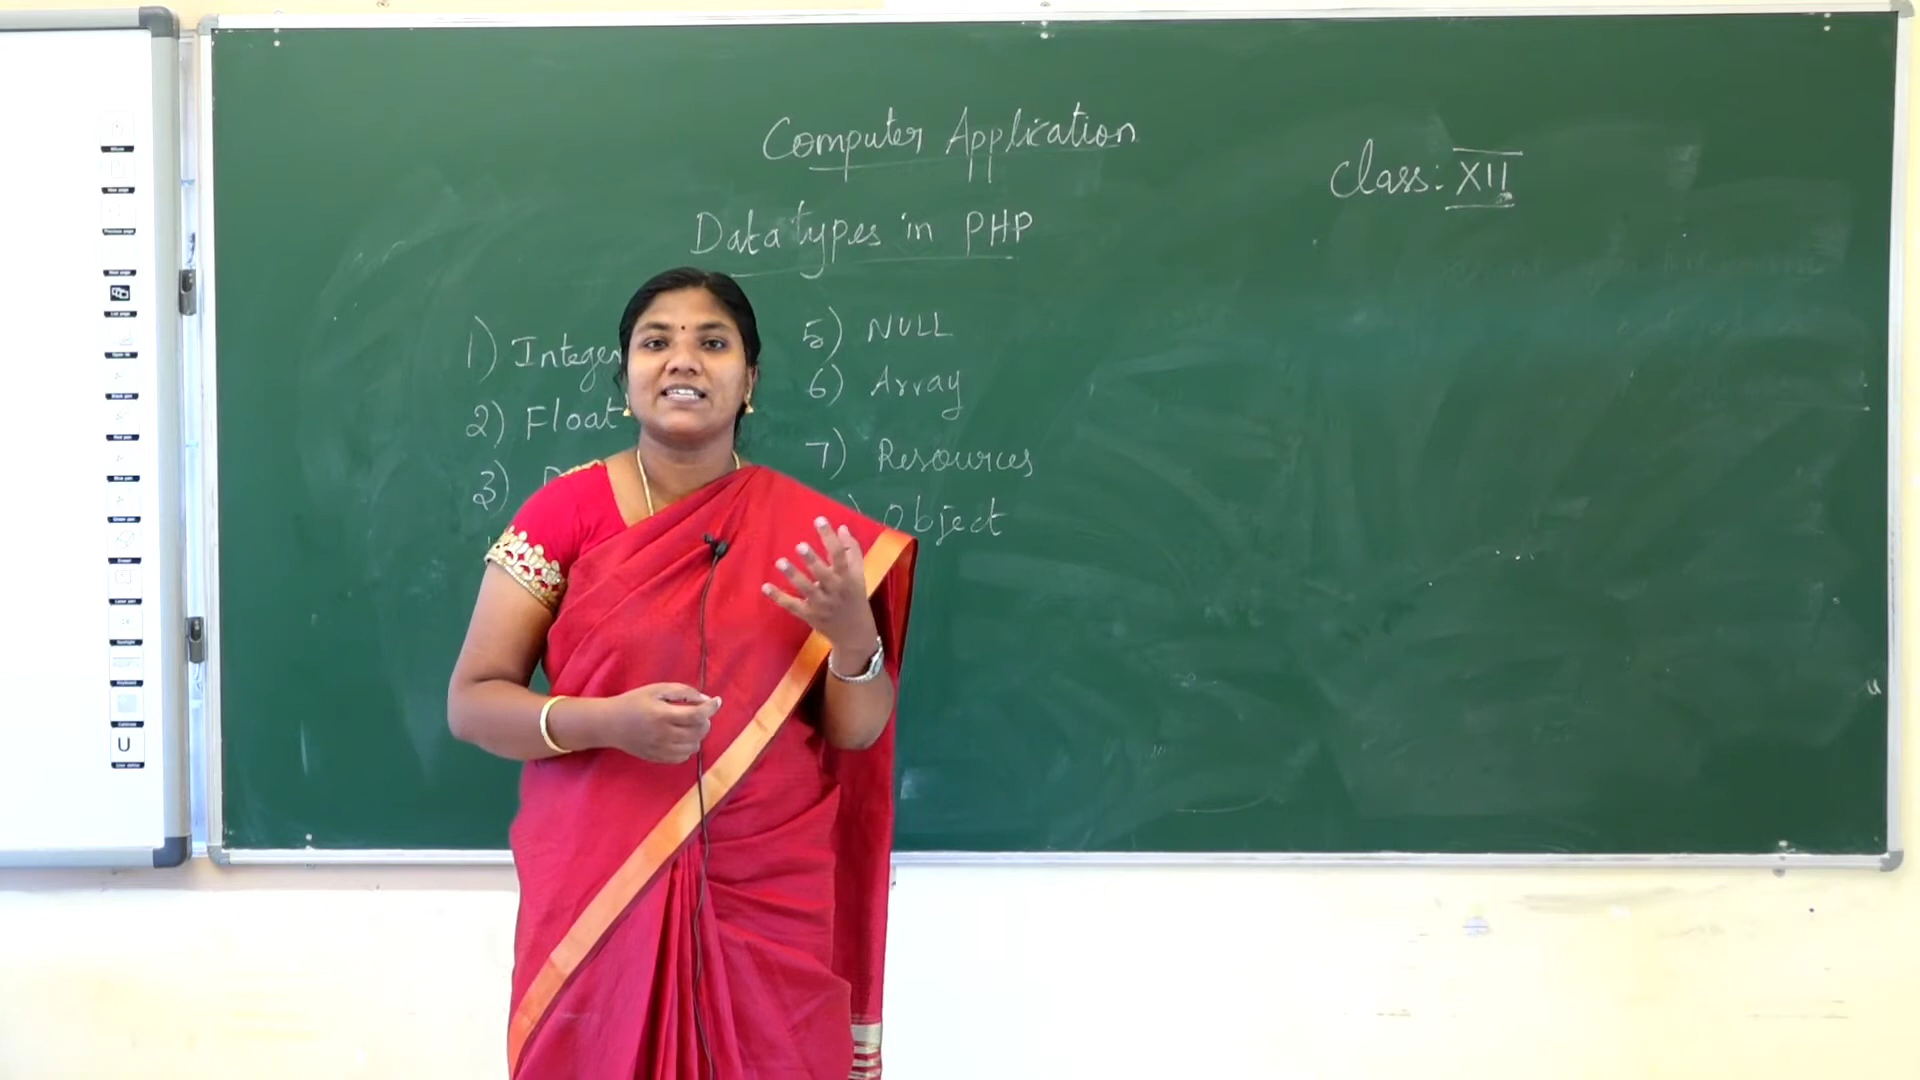 Computer Application
Class: XII
Data types in PHP
1) Integer
2) Float
3)
5) NULL
6) Array
7) Resources
) Object
U